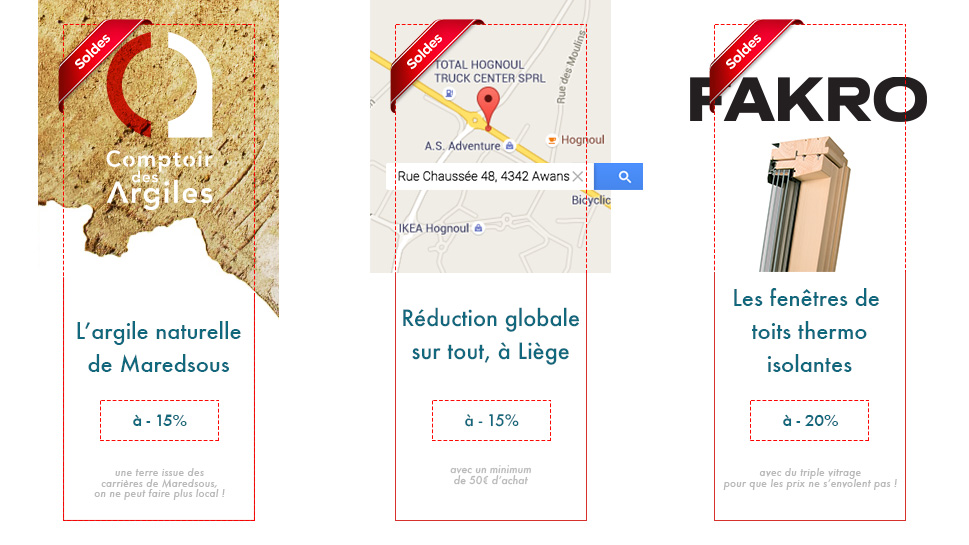 Soldes
Comptoir
des
Argiles
L'argile naturelle
de Maredsous
à - 15%
une terre issue des
carrières de Maredsous,
on ne peut faire plus local !
Soldes
TOTAL HOGNOUL
TRUCK CENTER SPRL
Rue des Moulins
A.S. Adventure
Hognoul
Rue Chaussée 48, 4342 Awans
Bicyclic
IKEA Hognoul
Réduction globale
sur tout, à Liège
à - 15%
avec un minimum
de 50€ d'achat
Soldes
FAKRO
Les fenêtres de
toits thermo
isolantes
à - 20%
avec du triple vitrage
pour que les prix ne s'envolent pas !